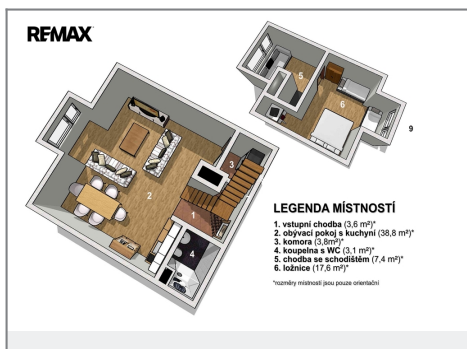 RE/MAX
5
6
9
3
2
1
4
LEGENDA MÍSTNOSTÍ
1. vstupní chodba (3,6 m²)*
2. obývací pokoj s kuchyní (38,8 m²)*
3. komora (3,8m²)*
4. koupelna s WC (3,1 m²)*
5. chodba se schodištěm (7,4 m²)*
6. ložnice (17,6 m²)*
*rozměry místností jsou pouze orientační